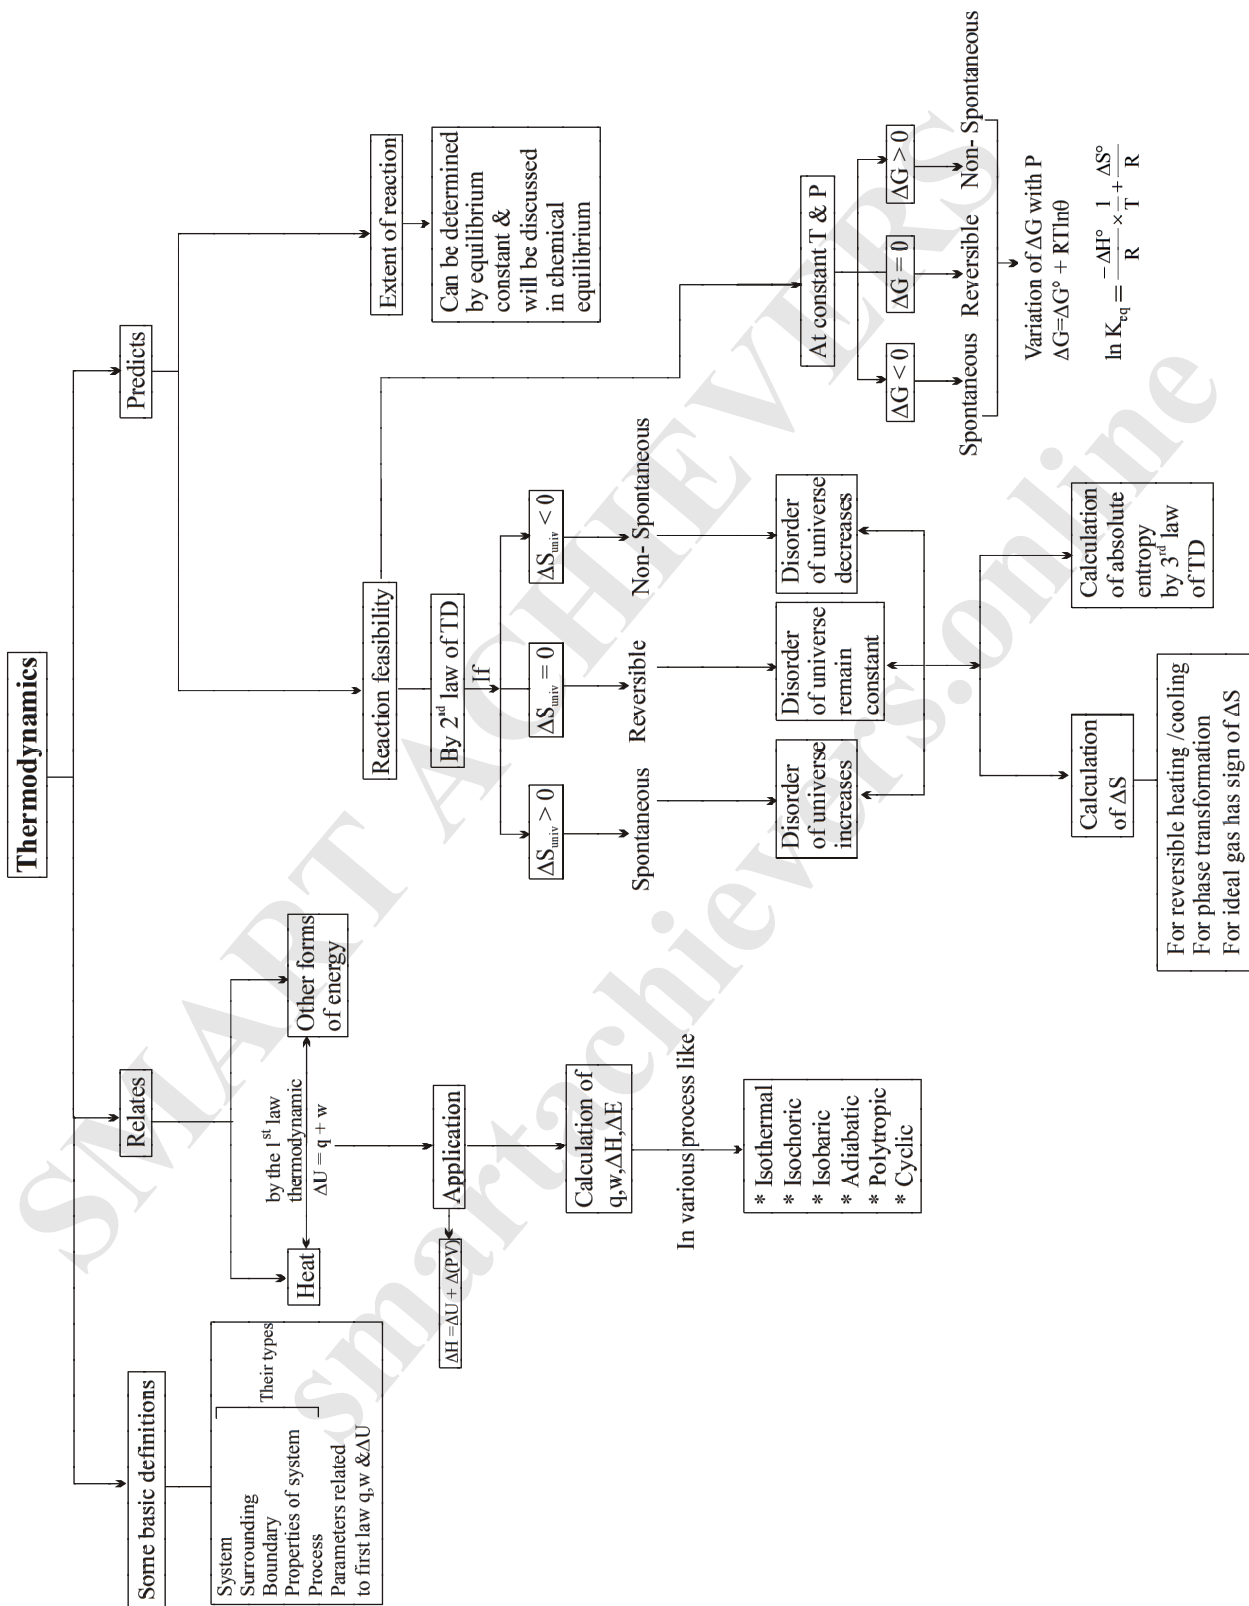 Thermodynamics
Some basic definitions
System
Surrounding
Boundary
Properties of system
Process
Their types
Parameters related
to first law q,w &ΔU
Relates
Heat
by the 1st law
thermodynamic
ΔU = q + w
Other forms
of energy
Application
ΔH = ΔU + Δ(PV)
Calculation of
q,w,ΔH,ΔE
In various process like
* Isothermal
* Isochoric
* Isobaric
* Adiabatic
* Polytropic
* Cyclic
Predicts
Reaction feasibility
By 2nd law of TD
If
ΔSuniv > 0
ΔSuniv = 0
ΔSuniv < 0
Spontaneous
Reversible
Non- Spontaneous
Disorder
of universe
increases
Disorder
of universe
remain
constant
Disorder
of universe
decreases
Calculation
of ΔS
For reversible heating /cooling
For phase transformation
For ideal gas has sign of ΔS
Calculation
of absolute
entropy
by 3rd law
of TD
Extent of reaction
Can be determined
by equilibrium
constant &
will be discussed
in chemical
equilibrium
At constant T & P
ΔG < 0
ΔG = 0
ΔG > 0
Spontaneous
Reversible
Non- Spontaneous
Variation of ΔG with P
ΔG=ΔG° + RTlnθ
ln Keq = -ΔH°/R × 1/T + ΔS°/R
SMART ACHIEVERS
smartachievers.online